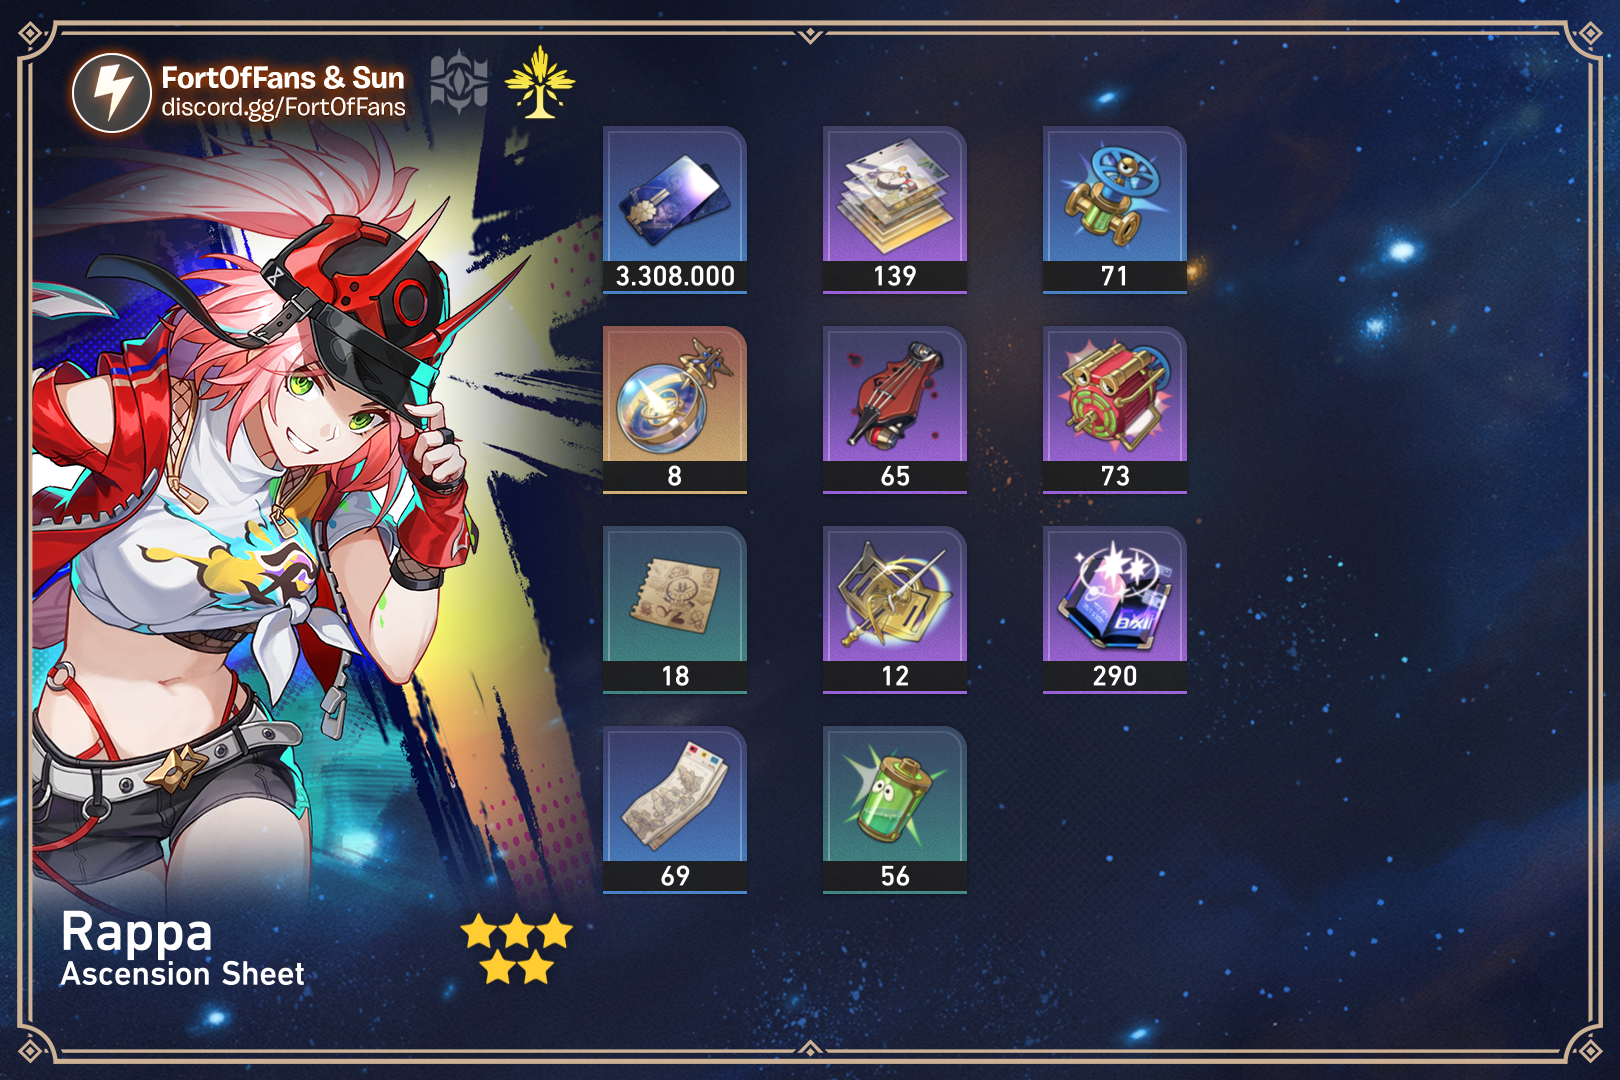 FortOfFans & Sun
discord.gg/FortOfFans
3.308.000
139
71
8
65
73
18
12
290
69
56
Rappa
Ascension Sheet